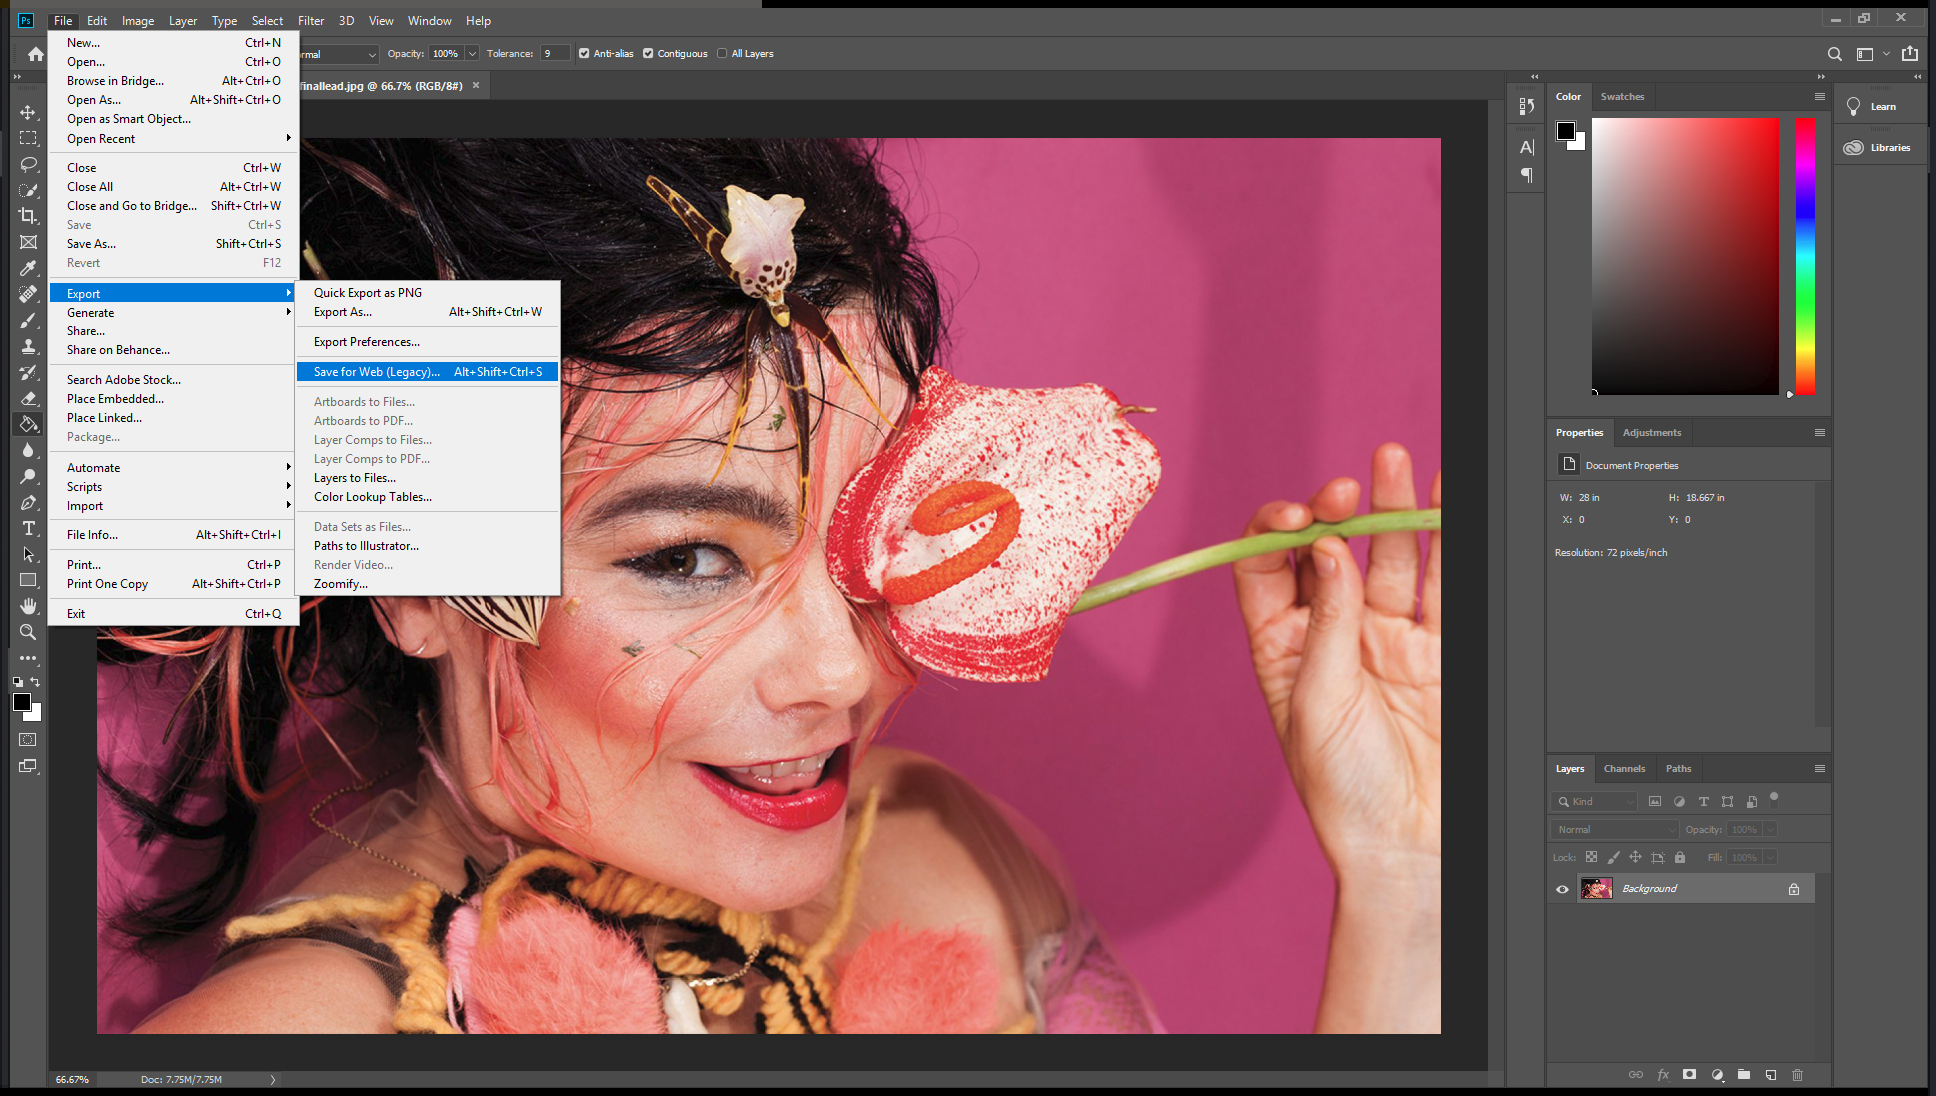 Ps File Edit Image Layer Type Select Filter 3D View Window Help
rmal Opacity: 100% Tolerance: 9 Anti-alias Contiguous All Layers
finallead.jpg @ 66.7% (RGB/8#) ×
New... Ctrl+N
Open... Ctrl+O
Browse in Bridge... Alt+Ctrl+O
Open As... Alt+Shift+Ctrl+O
Open as Smart Object...
Open Recent
Close Ctrl+W
Close All Alt+Ctrl+W
Close and Go to Bridge... Shift+Ctrl+W
Save Ctrl+S
Save As... Shift+Ctrl+S
Revert F12
Export
Generate
Share...
Share on Behance...
Search Adobe Stock...
Place Embedded...
Place Linked...
Package...
Automate
Scripts
Import
File Info... Alt+Shift+Ctrl+I
Print... Ctrl+P
Print One Copy Alt+Shift+Ctrl+P
Exit Ctrl+Q
Quick Export as PNG
Export As... Alt+Shift+Ctrl+W
Export Preferences...
Save for Web (Legacy)... Alt+Shift+Ctrl+S
Artboards to Files...
Artboards to PDF...
Layer Comps to Files...
Layer Comps to PDF...
Layers to Files...
Color Lookup Tables...
Data Sets as Files...
Paths to Illustrator...
Render Video...
Zoomify...
Color Swatches
Learn
Libraries
Properties Adjustments
Document Properties
W: 28 in H: 18.667 in
X: 0 Y: 0
Resolution: 72 pixels/inch
Layers Channels Paths
Kind
Normal Opacity: 100%
Lock: Fill: 100%
Background
fx
66.67% Doc: 7.75M/7.75M